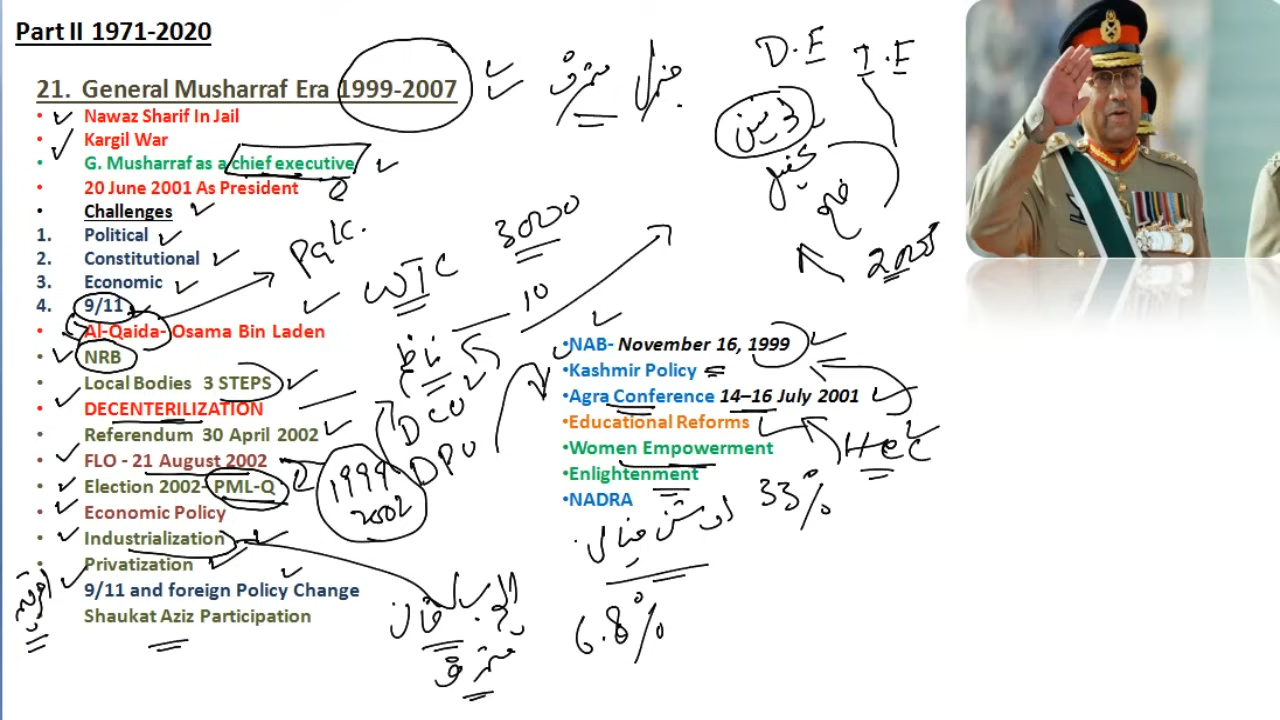 Part II 1971-2020
21. General Musharraf Era 1999-2007
• Nawaz Sharif In Jail
• Kargil War
• G. Musharraf as a chief executive
• 20 June 2001 As President
• Challenges
1. Political
2. Constitutional
3. Economic
4. 9/11
• Al-Qaida- Osama Bin Laden
• NRB
• Local Bodies 3 STEPS
• DECENTERILIZATION
• Referendum 30 April 2002
• FLO - 21 August 2002
• Election 2002- PML-Q
• Economic Policy
• Industrialization
• Privatization
9/11 and foreign Policy Change
Shaukat Aziz Participation
•NAB- November 16, 1999
•Kashmir Policy
•Agra Conference 14–16 July 2001
•Educational Reforms
•Women Empowerment
•Enlightenment
•NADRA
جنرل مشرف
D.E
I.E
Pak.
WTC
3000
10
DCO
DPO
1999
2002
HEC
33%
6.8%
مشرف